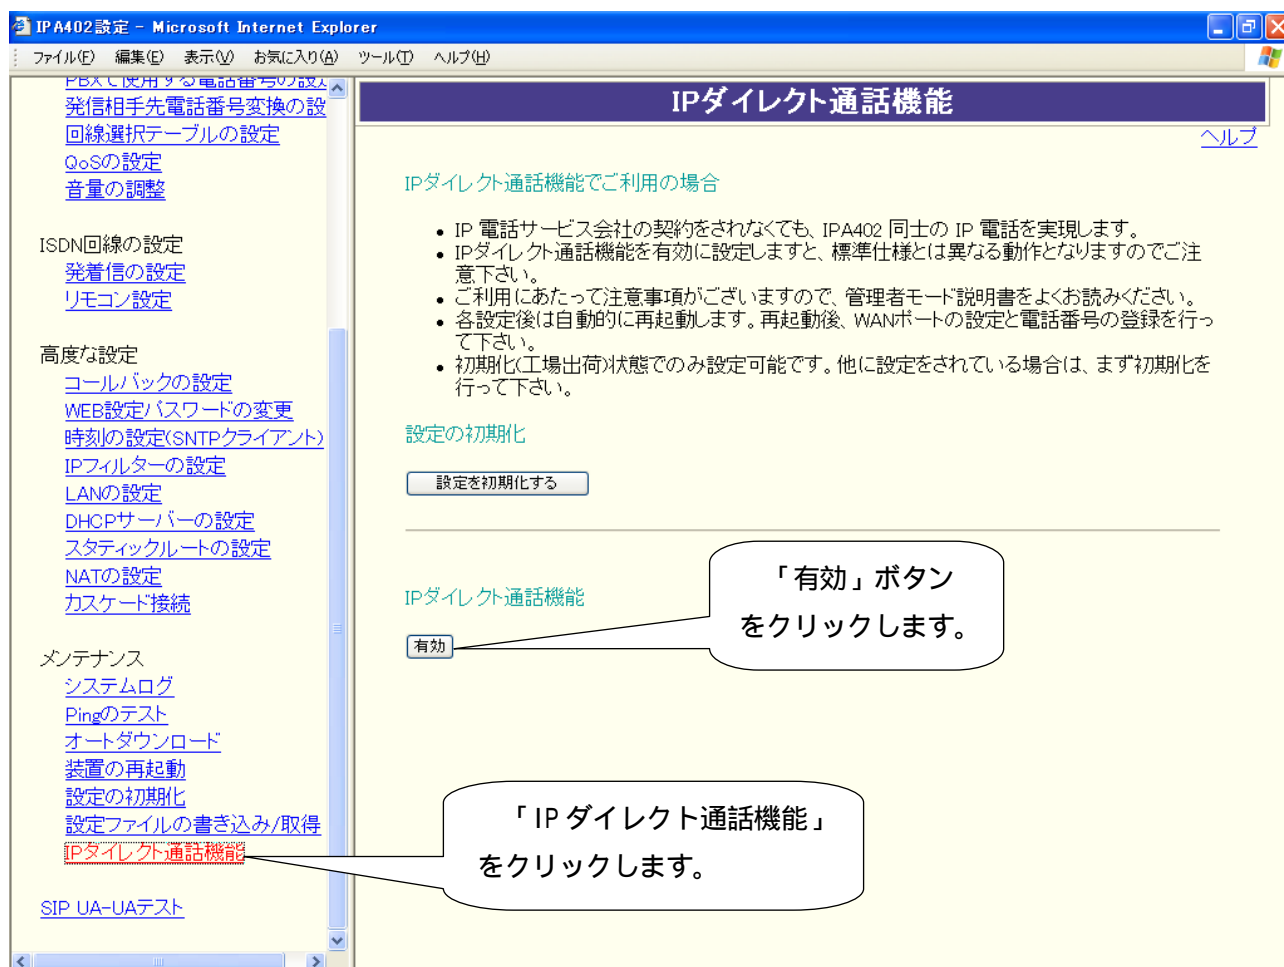 IPA402設定 - Microsoft Internet Explorer
ファイル(F) 編集(E) 表示(V) お気に入り(A) ツール(T) ヘルプ(H)
PBXで使用する電話番号の設
発信相手先電話番号変換の設
回線選択テーブルの設定
QoSの設定
音量の調整
ISDN回線の設定
発着信の設定
リモコン設定
高度な設定
コールバックの設定
WEB設定パスワードの変更
時刻の設定(SNTPクライアント)
IPフィルターの設定
LANの設定
DHCPサーバーの設定
スタティックルートの設定
NATの設定
カスケード接続
メンテナンス
システムログ
Pingのテスト
オートダウンロード
装置の再起動
設定の初期化
設定ファイルの書き込み/取得
IPダイレクト通話機能
SIP UA-UAテスト
IPダイレクト通話機能
ヘルプ
IPダイレクト通話機能でご利用の場合
• IP 電話サービス会社の契約をされなくても、IPA402 同士の IP 電話を実現します。
• IPダイレクト通話機能を有効に設定しますと、標準仕様とは異なる動作となりますのでご注
意下さい。
• ご利用にあたって注意事項がございますので、管理者モード説明書をよくお読みください。
• 各設定後は自動的に再起動します。再起動後、WANポートの設定と電話番号の登録を行っ
て下さい。
• 初期化(工場出荷)状態でのみ設定可能です。他に設定をされている場合は、まず初期化を
行って下さい。
設定の初期化
設定を初期化する
IPダイレクト通話機能
有効
「有効」ボタン
をクリックします。
「IP ダイレクト通話機能」
をクリックします。